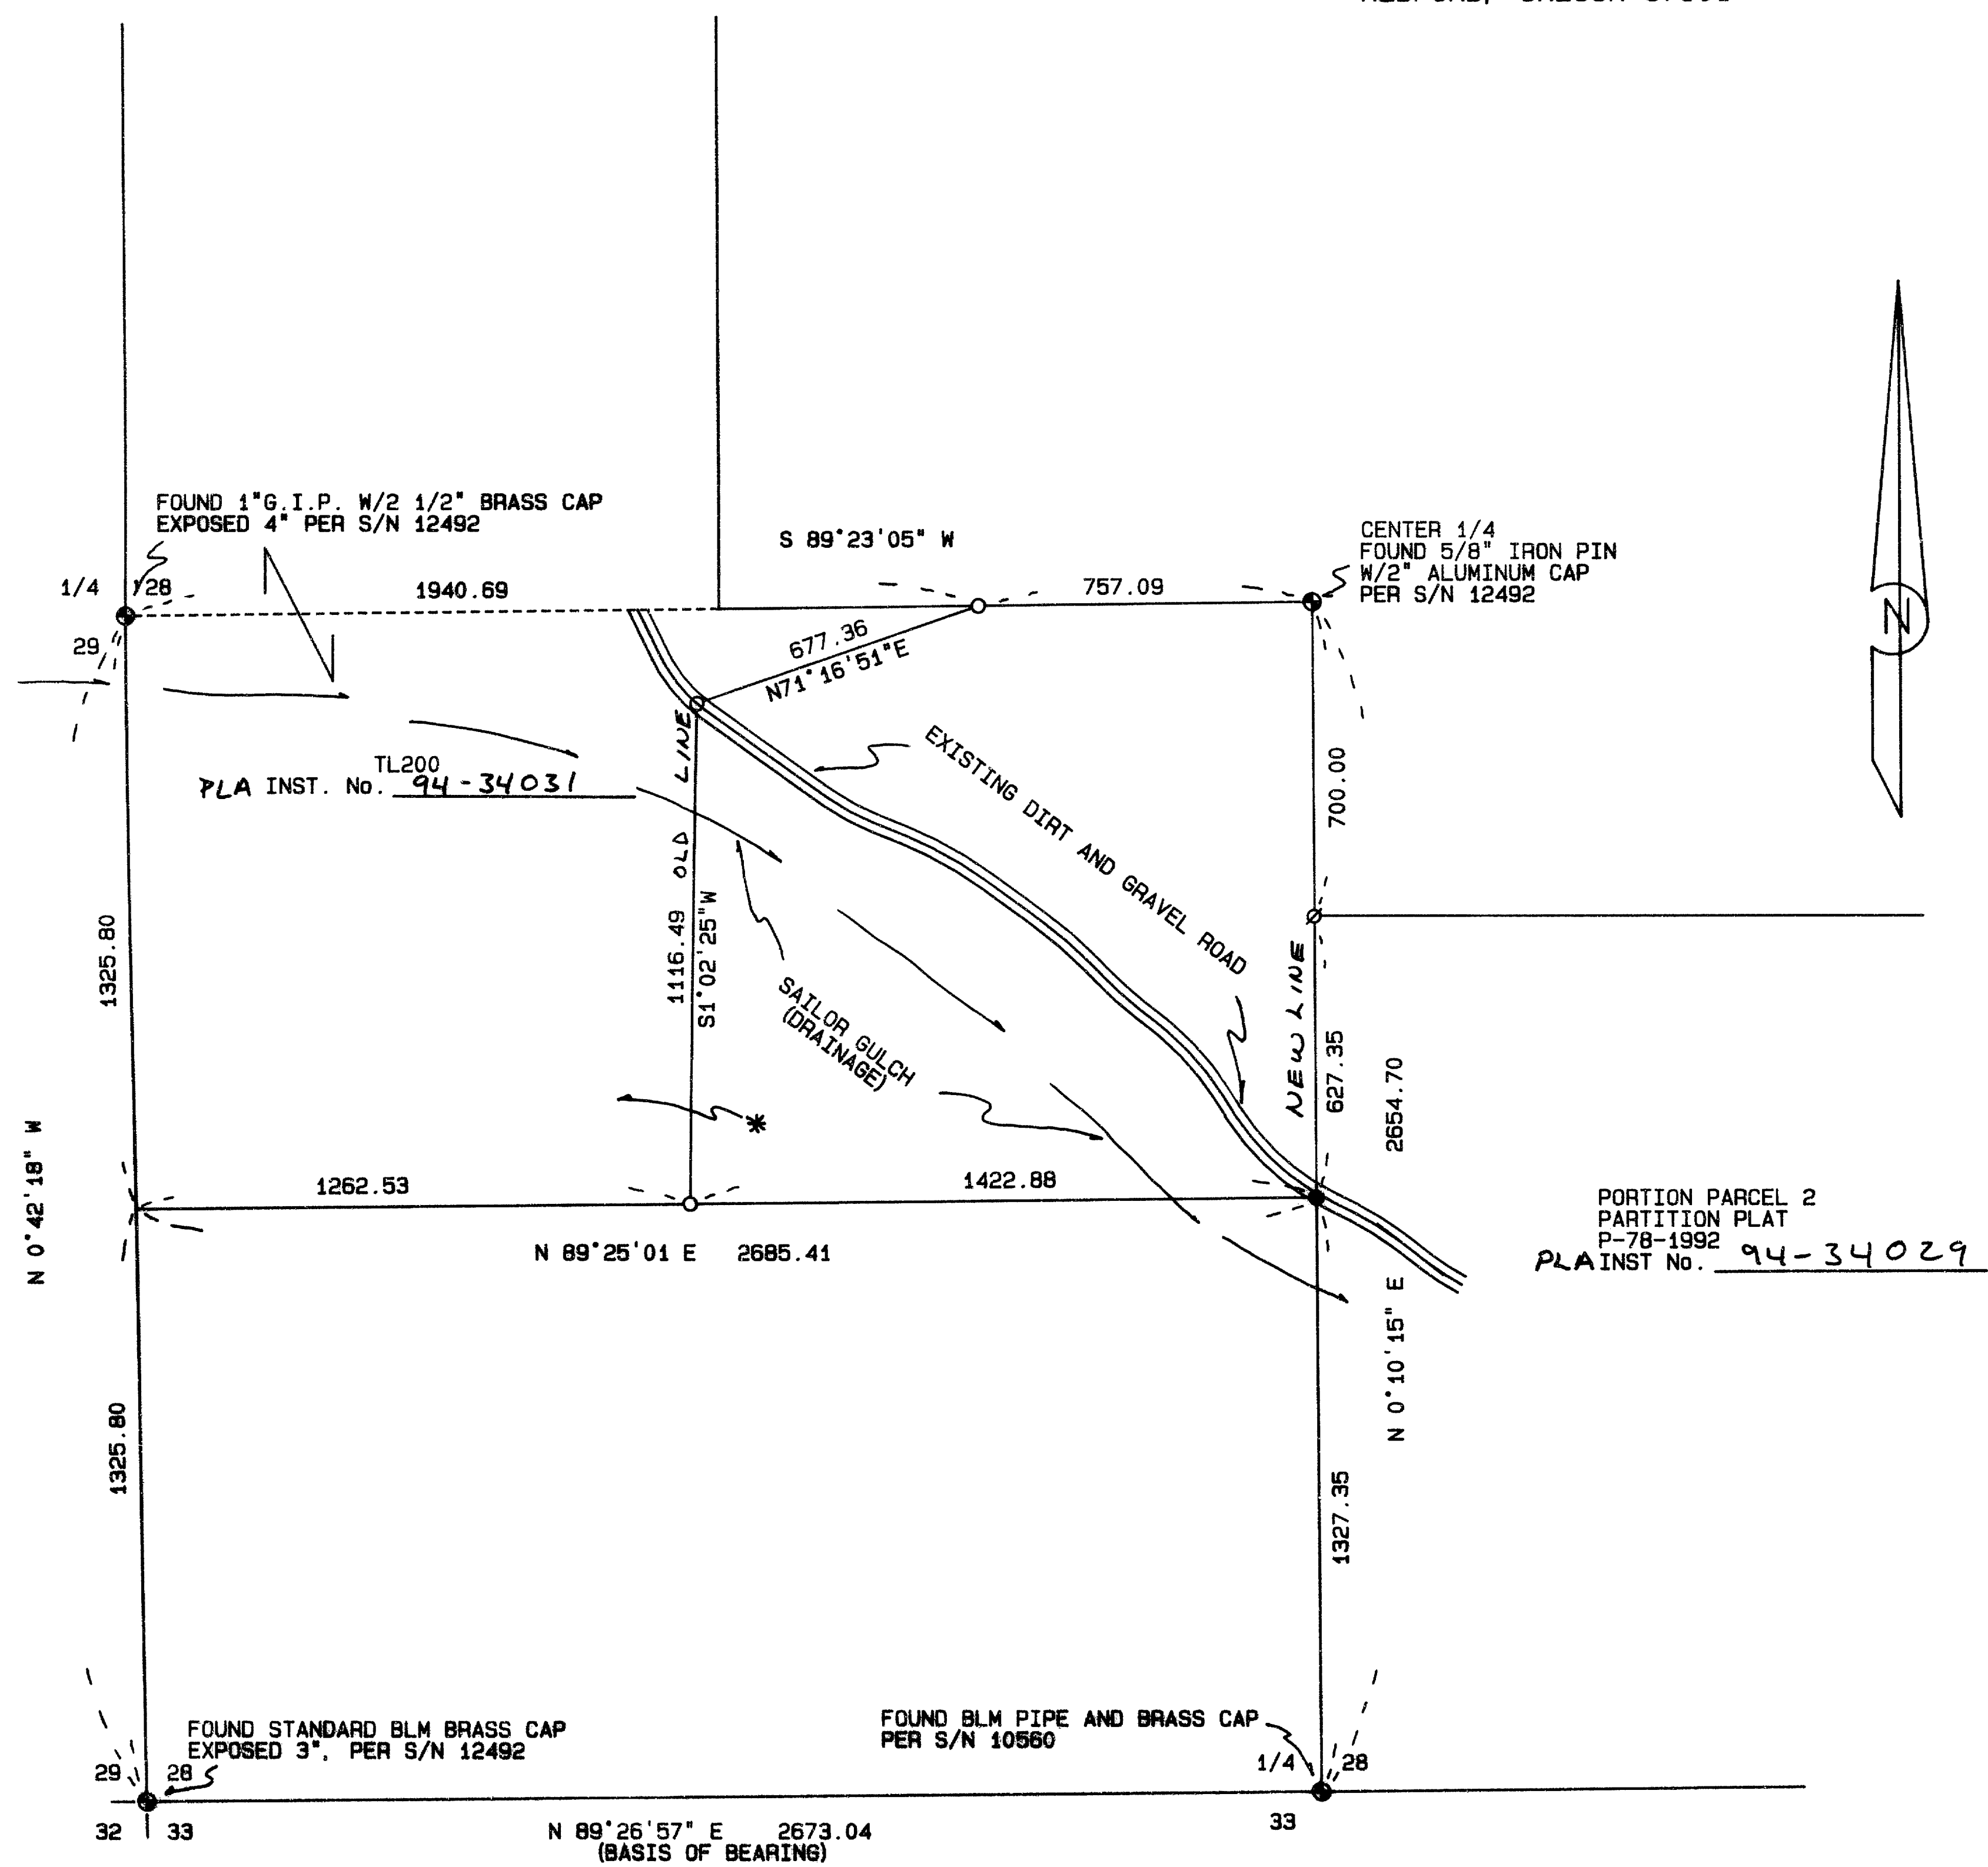 FOUND 1"G.I.P. W/2 1/2" BRASS CAP
EXPOSED 4" PER S/N 12492
S 89°23'05" W
CENTER 1/4
FOUND 5/8" IRON PIN
W/2" ALUMINUM CAP
PER S/N 12492
1/4
28
1940.69
757.09
29
677.36
N71°16'51"E
N
TL200
PLA INST. No. 94-34031
OLD LINE
1116.49
S1°02'25"W
EXISTING DIRT AND GRAVEL ROAD
700.00
1325.80
SAILOR GULCH
(DRAINAGE)
NEW LINE
627.35
2654.70
N 0°42'18" W
*
1262.53
1422.88
N 89°25'01 E 2685.41
PORTION PARCEL 2
PARTITION PLAT
P-78-1992
PLA INST No. 94-34029
N 0°10'15" E
1325.80
1327.35
FOUND STANDARD BLM BRASS CAP
EXPOSED 3", PER S/N 12492
FOUND BLM PIPE AND BRASS CAP
PER S/N 10560
29
28
1/4
28
32
33
33
N 89°26'57" E 2673.04
(BASIS OF BEARING)